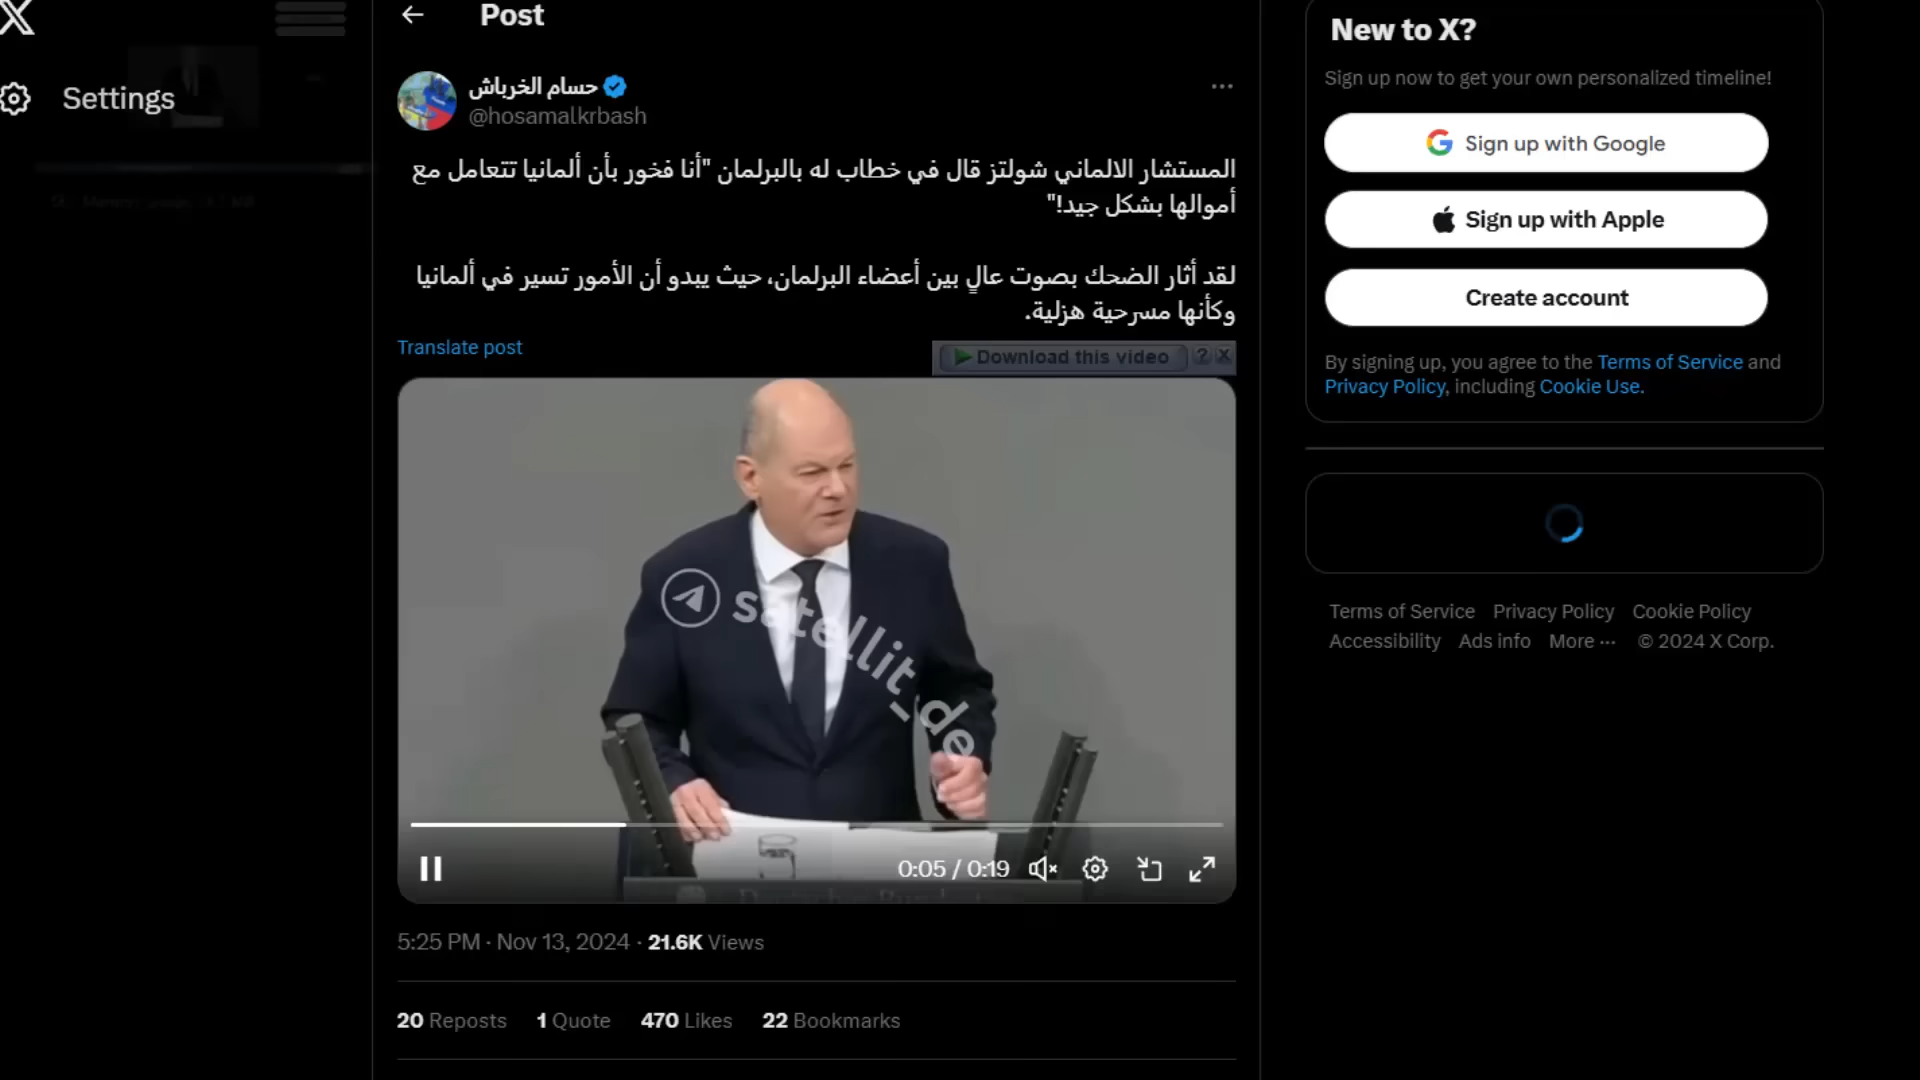 Post
حسام الخرباش
@hosamalkrbash
المستشار الالماني شولتز قال في خطاب له بالبرلمان "أنا فخور بأن ألمانيا تتعامل مع
أموالها بشكل جيد!"
لقد أثار الضحك بصوت عالٍ بين أعضاء البرلمان، حيث يبدو أن الأمور تسير في ألمانيا
وكأنها مسرحية هزلية.
Translate post
Download this video ? X
satellit_de
0:05 / 0:19
5:25 PM · Nov 13, 2024 · 21.6K Views
20 Reposts 1 Quote 470 Likes 22 Bookmarks
Settings
New to X?
Sign up now to get your own personalized timeline!
Sign up with Google
Sign up with Apple
Create account
By signing up, you agree to the Terms of Service and
Privacy Policy, including Cookie Use.
Terms of Service Privacy Policy Cookie Policy
Accessibility Ads info More ··· © 2024 X Corp.